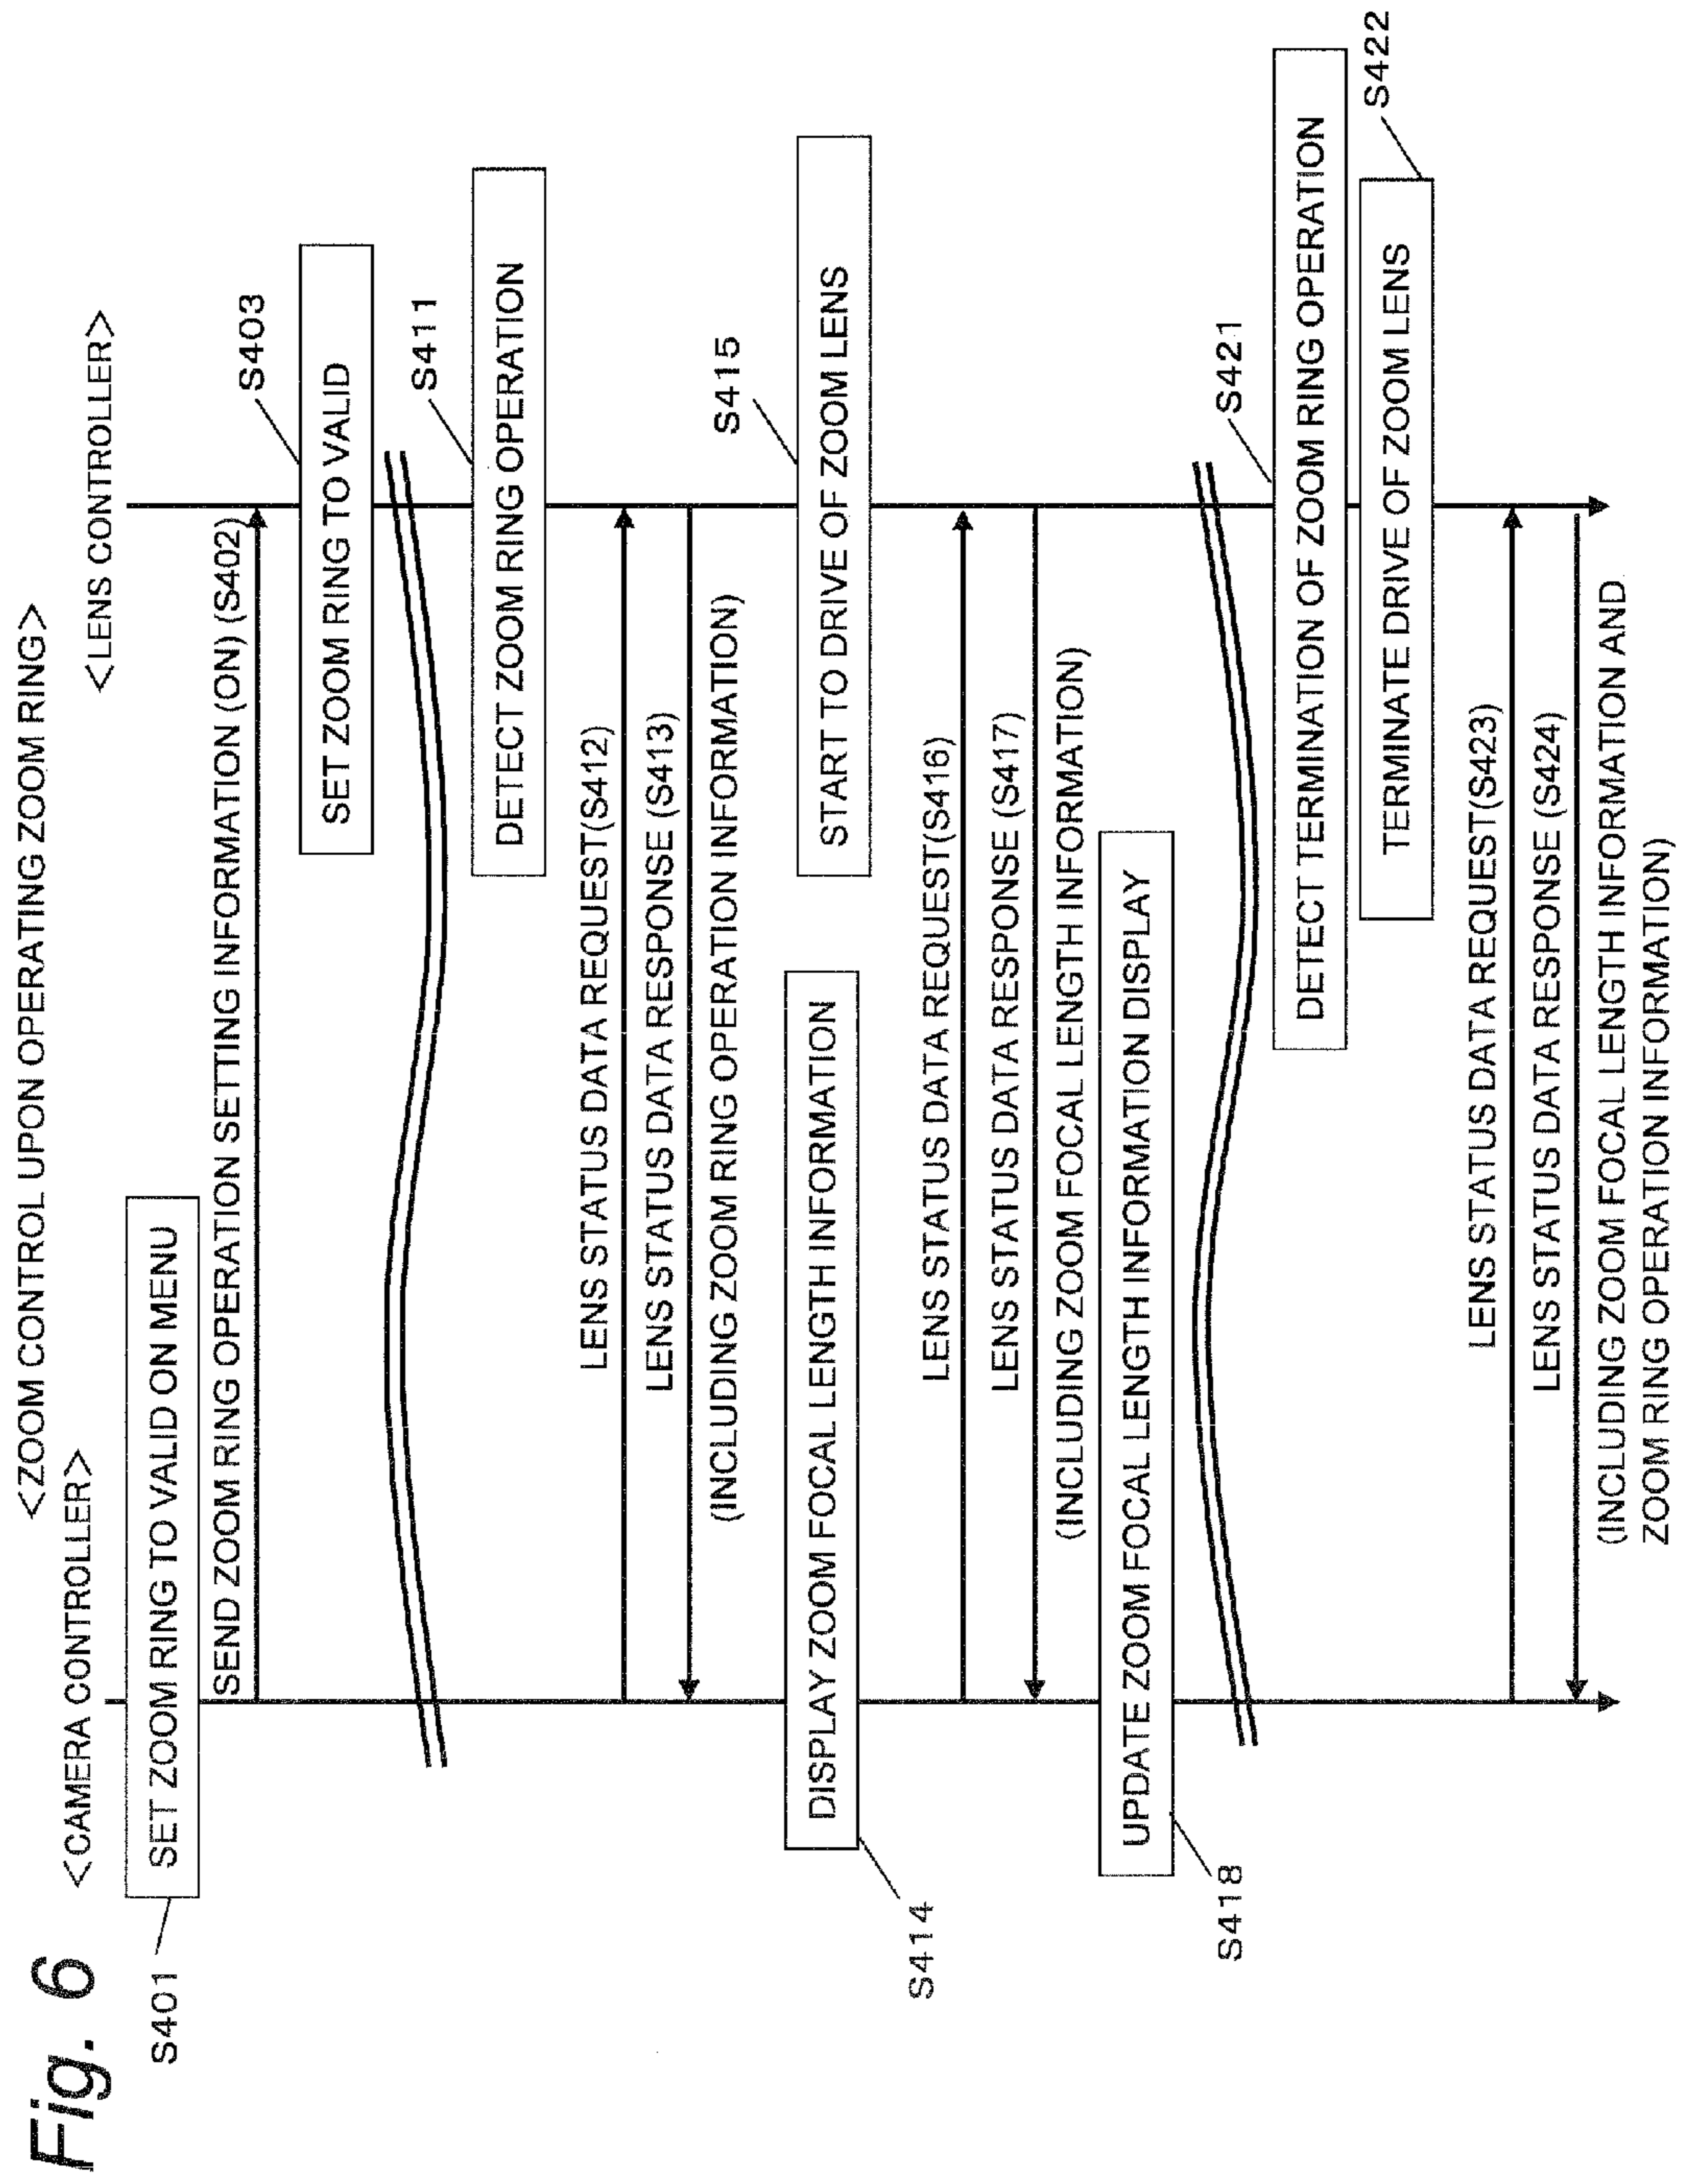 Fig. 6
<ZOOM CONTROL UPON OPERATING ZOOM RING>
<CAMERA CONTROLLER>
<LENS CONTROLLER>
S401
SET ZOOM RING TO VALID ON MENU
SEND ZOOM RING OPERATION SETTING INFORMATION (ON) (S402)
S403
SET ZOOM RING TO VALID
S411
DETECT ZOOM RING OPERATION
LENS STATUS DATA REQUEST(S412)
LENS STATUS DATA RESPONSE (S413)
(INCLUDING ZOOM RING OPERATION INFORMATION)
S414
DISPLAY ZOOM FOCAL LENGTH INFORMATION
S415
START TO DRIVE OF ZOOM LENS
LENS STATUS DATA REQUEST(S416)
LENS STATUS DATA RESPONSE (S417)
(INCLUDING ZOOM FOCAL LENGTH INFORMATION)
UPDATE ZOOM FOCAL LENGTH INFORMATION DISPLAY
S418
S421
DETECT TERMINATION OF ZOOM RING OPERATION
S422
TERMINATE DRIVE OF ZOOM LENS
LENS STATUS DATA REQUEST(S423)
LENS STATUS DATA RESPONSE (S424)
(INCLUDING ZOOM FOCAL LENGTH INFORMATION AND
ZOOM RING OPERATION INFORMATION)